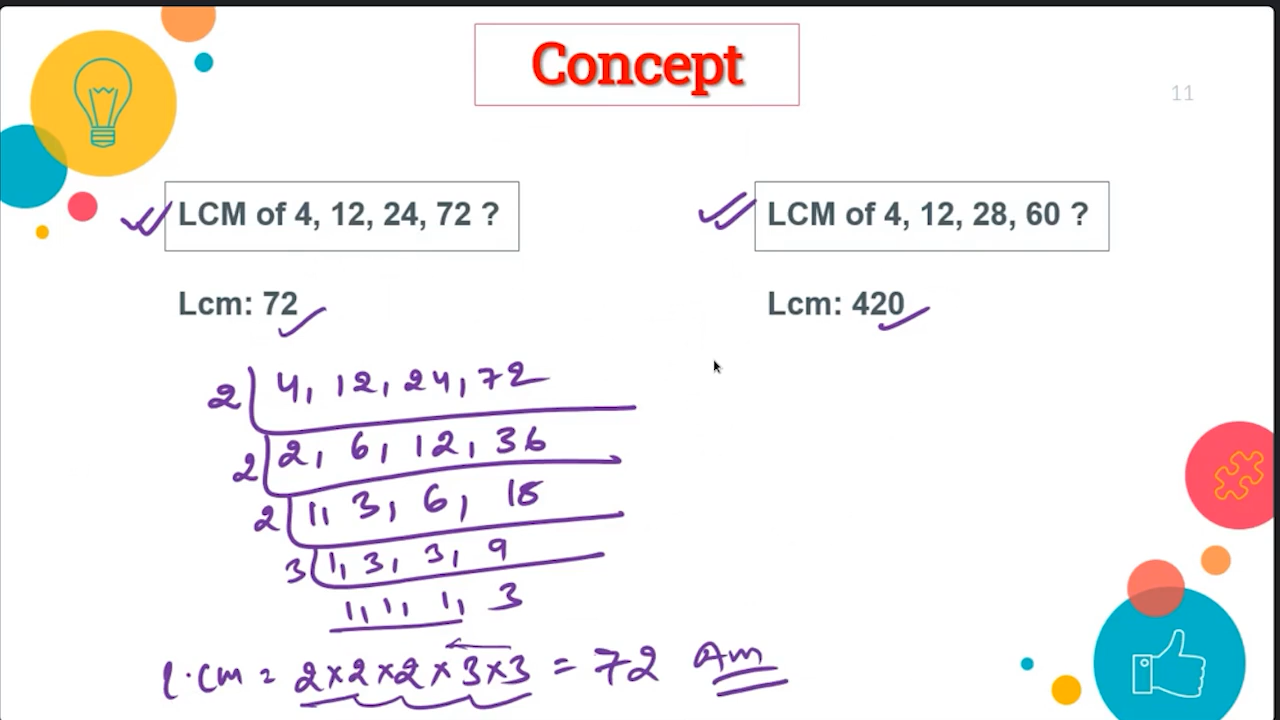 Concept
11
LCM of 4, 12, 24, 72 ?
LCM of 4, 12, 28, 60 ?
Lcm: 72
Lcm: 420
2 4, 12, 24, 72
2 2, 6, 12, 36
2 1, 3, 6, 18
3 1, 3, 3, 9
1, 1, 1, 3
L.CM = 2×2×2×3×3 = 72 Ans